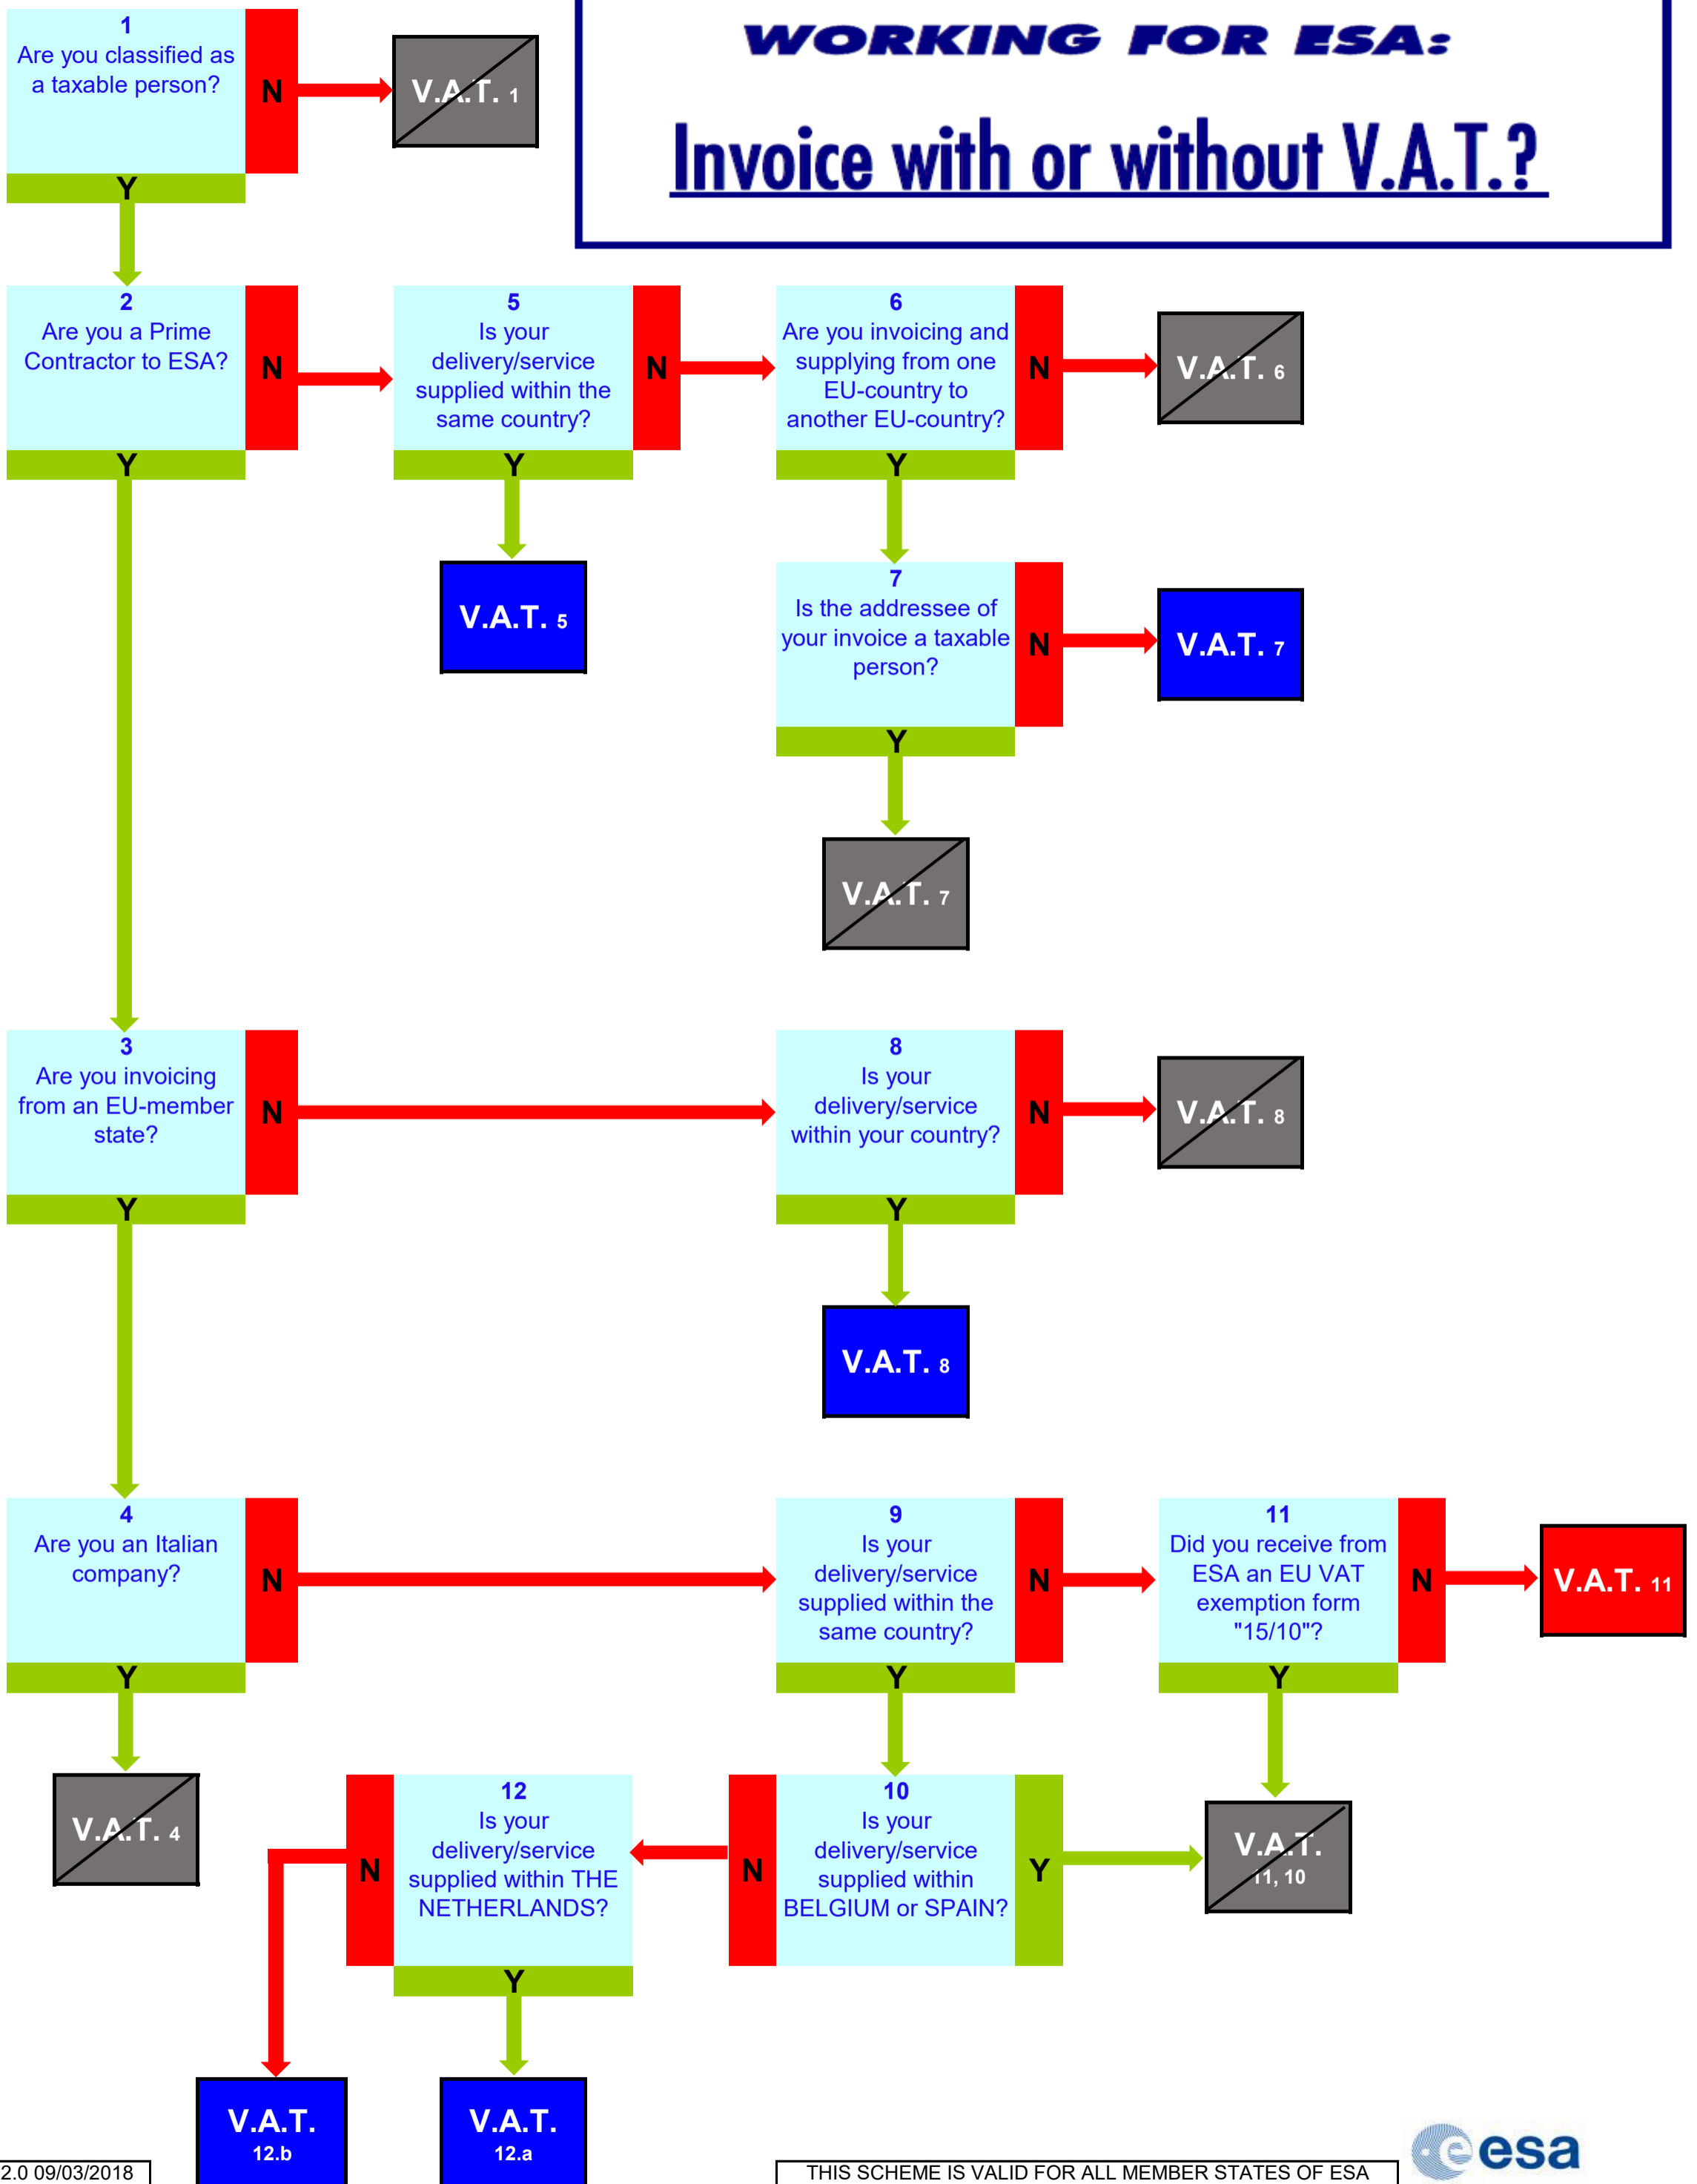 WORKING FOR ESA:
Invoice with or without V.A.T.?
1
Are you classified as
a taxable person?
N
Y
V.A.T. 1
2
Are you a Prime
Contractor to ESA?
N
Y
5
Is your
delivery/service
supplied within the
same country?
N
Y
6
Are you invoicing and
supplying from one
EU-country to
another EU-country?
N
Y
V.A.T. 6
V.A.T. 5
7
Is the addressee of
your invoice a taxable
person?
N
Y
V.A.T. 7
V.A.T. 7
3
Are you invoicing
from an EU-member
state?
N
Y
8
Is your
delivery/service
within your country?
N
Y
V.A.T. 8
V.A.T. 8
4
Are you an Italian
company?
N
Y
9
Is your
delivery/service
supplied within the
same country?
N
Y
11
Did you receive from
ESA an EU VAT
exemption form
"15/10"?
N
Y
V.A.T. 11
V.A.T. 4
12
Is your
delivery/service
supplied within THE
NETHERLANDS?
N
Y
10
Is your
delivery/service
supplied within
BELGIUM or SPAIN?
N
Y
V.A.T.
11, 10
V.A.T.
12.b
V.A.T.
12.a
2.0 09/03/2018
THIS SCHEME IS VALID FOR ALL MEMBER STATES OF ESA
esa